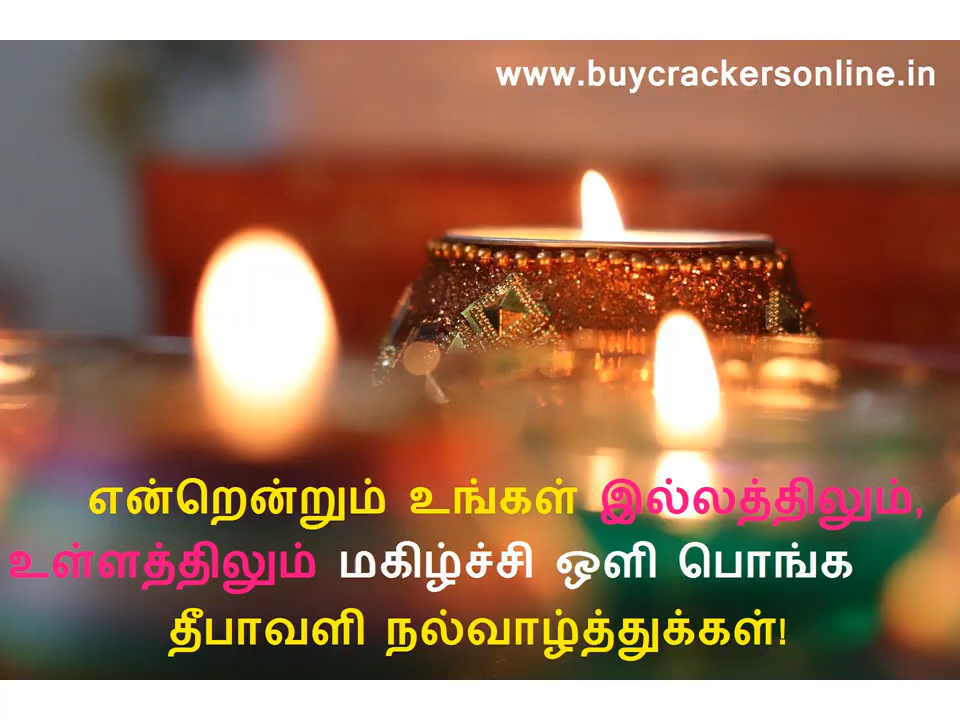 www.buycrackersonline.in
என்றென்றும் உங்கள் இல்லத்திலும்,
உள்ளத்திலும் மகிழ்ச்சி ஒளி பொங்க
தீபாவளி நல்வாழ்த்துக்கள்!